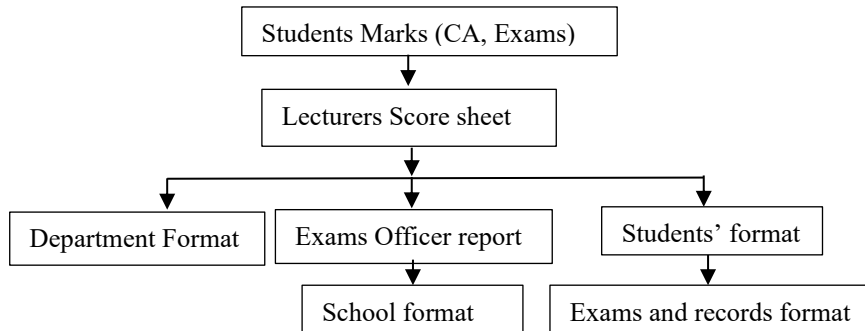 Students Marks (CA, Exams)
Lecturers Score sheet
Department Format
Exams Officer report
Students’ format
School format
Exams and records format